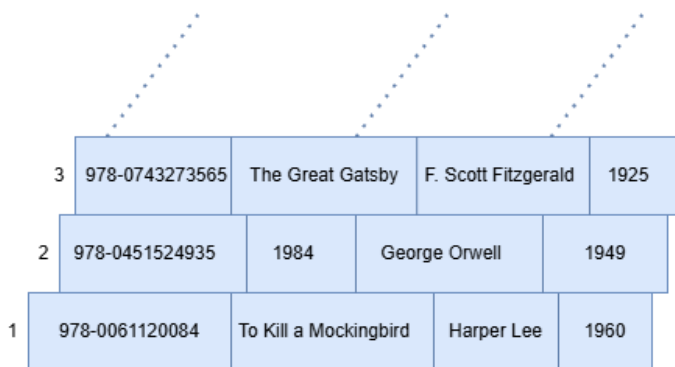 3 978-0743273565 The Great Gatsby F. Scott Fitzgerald 1925
2 978-0451524935 1984 George Orwell 1949
1 978-0061120084 To Kill a Mockingbird Harper Lee 1960